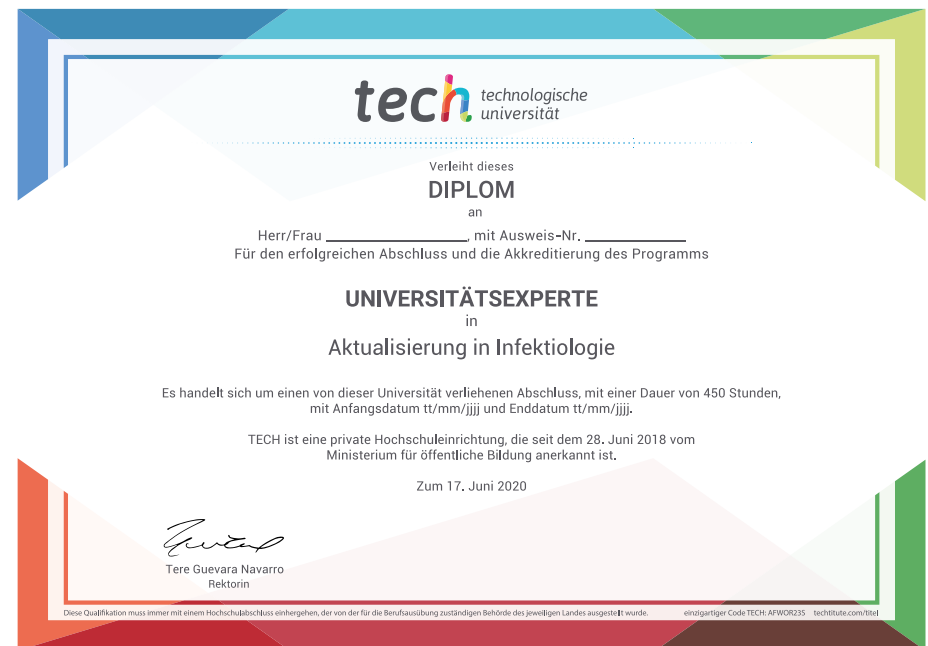 tech technologische
universität
Verleiht dieses
DIPLOM
an
Herr/Frau ____________, mit Ausweis-Nr. ____________
Für den erfolgreichen Abschluss und die Akkreditierung des Programms
UNIVERSITÄTSEXPERTE
in
Aktualisierung in Infektiologie
Es handelt sich um einen von dieser Universität verliehenen Abschluss, mit einer Dauer von 450 Stunden,
mit Anfangsdatum tt/mm/jjjj und Enddatum tt/mm/jjjj.
TECH ist eine private Hochschuleinrichtung, die seit dem 28. Juni 2018 vom
Ministerium für öffentliche Bildung anerkannt ist.
Zum 17. Juni 2020
Tere Guevara Navarro
Rektorin
Diese Qualifikation muss immer mit einem Hochschulabschluss einhergehen, der von der für die Berufsausübung zuständigen Behörde des jeweiligen Landes ausgestellt wurde. einzigartiger Code TECH: AFWOR235 techtitute.com/titel